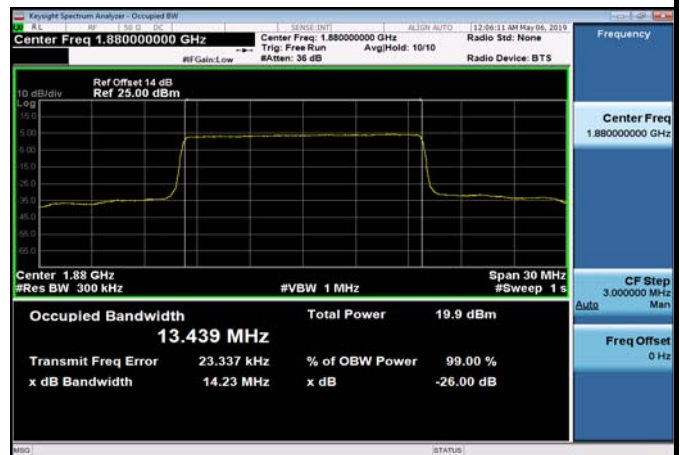 Keysight Spectrum Analyzer - Occupied BW
RL RF 50 Ω DC SENSE:INT ALIGN AUTO 12:06:11 AM May 06, 2019
Center Freq 1.880000000 GHz
Center Freq: 1.880000000 GHz
Radio Std: None
Trig: Free Run Avg|Hold: 10/10
#IFGain:Low #Atten: 36 dB Radio Device: BTS
Frequency
Ref Offset 14 dB
10 dB/div Ref 25.00 dBm
Log
15.0
5.00
-5.00
-15.0
-25.0
-35.0
-45.0
-55.0
-65.0
Center 1.88 GHz Span 30 MHz
#Res BW 300 kHz #VBW 1 MHz #Sweep 1 s
Occupied Bandwidth Total Power 19.9 dBm
13.439 MHz
Transmit Freq Error 23.337 kHz % of OBW Power 99.00 %
x dB Bandwidth 14.23 MHz x dB -26.00 dB
Center Freq
1.880000000 GHz
CF Step
3.000000 MHz
Auto Man
Freq Offset
0 Hz
MSG STATUS